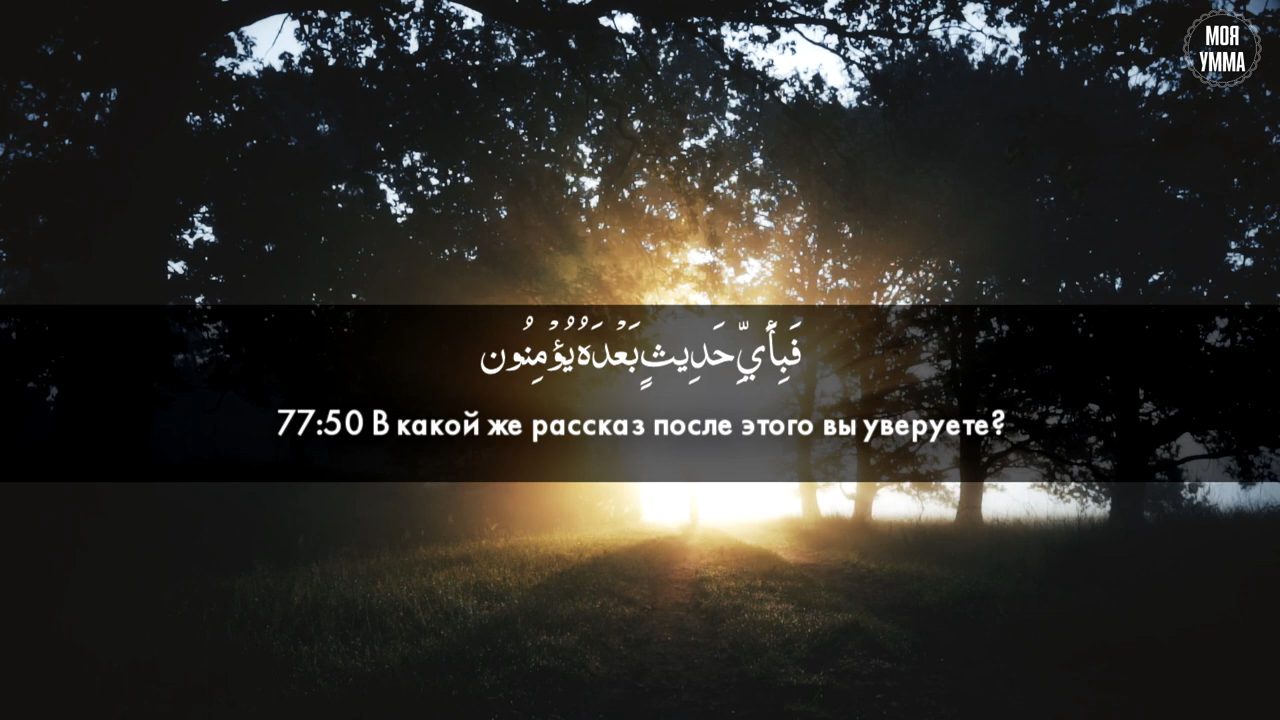 МОЯ
УММА
فَبِأَيِّ حَدِيثٍ بَعْدَهُ يُؤْمِنُون
77:50 В какой же рассказ после этого вы уверуете?